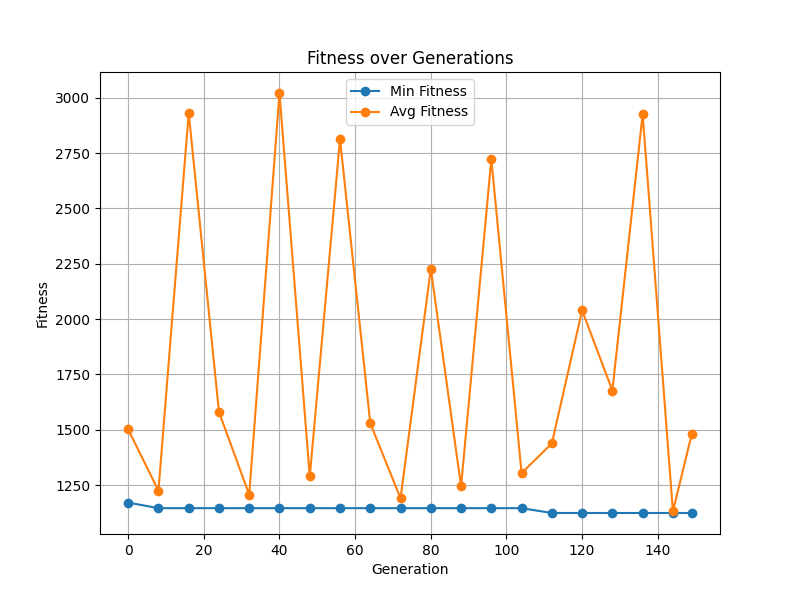 Fitness over Generations
Min Fitness
Avg Fitness
Fitness
3000
2750
2500
2250
2000
1750
1500
1250
0 20 40 60 80 100 120 140
Generation